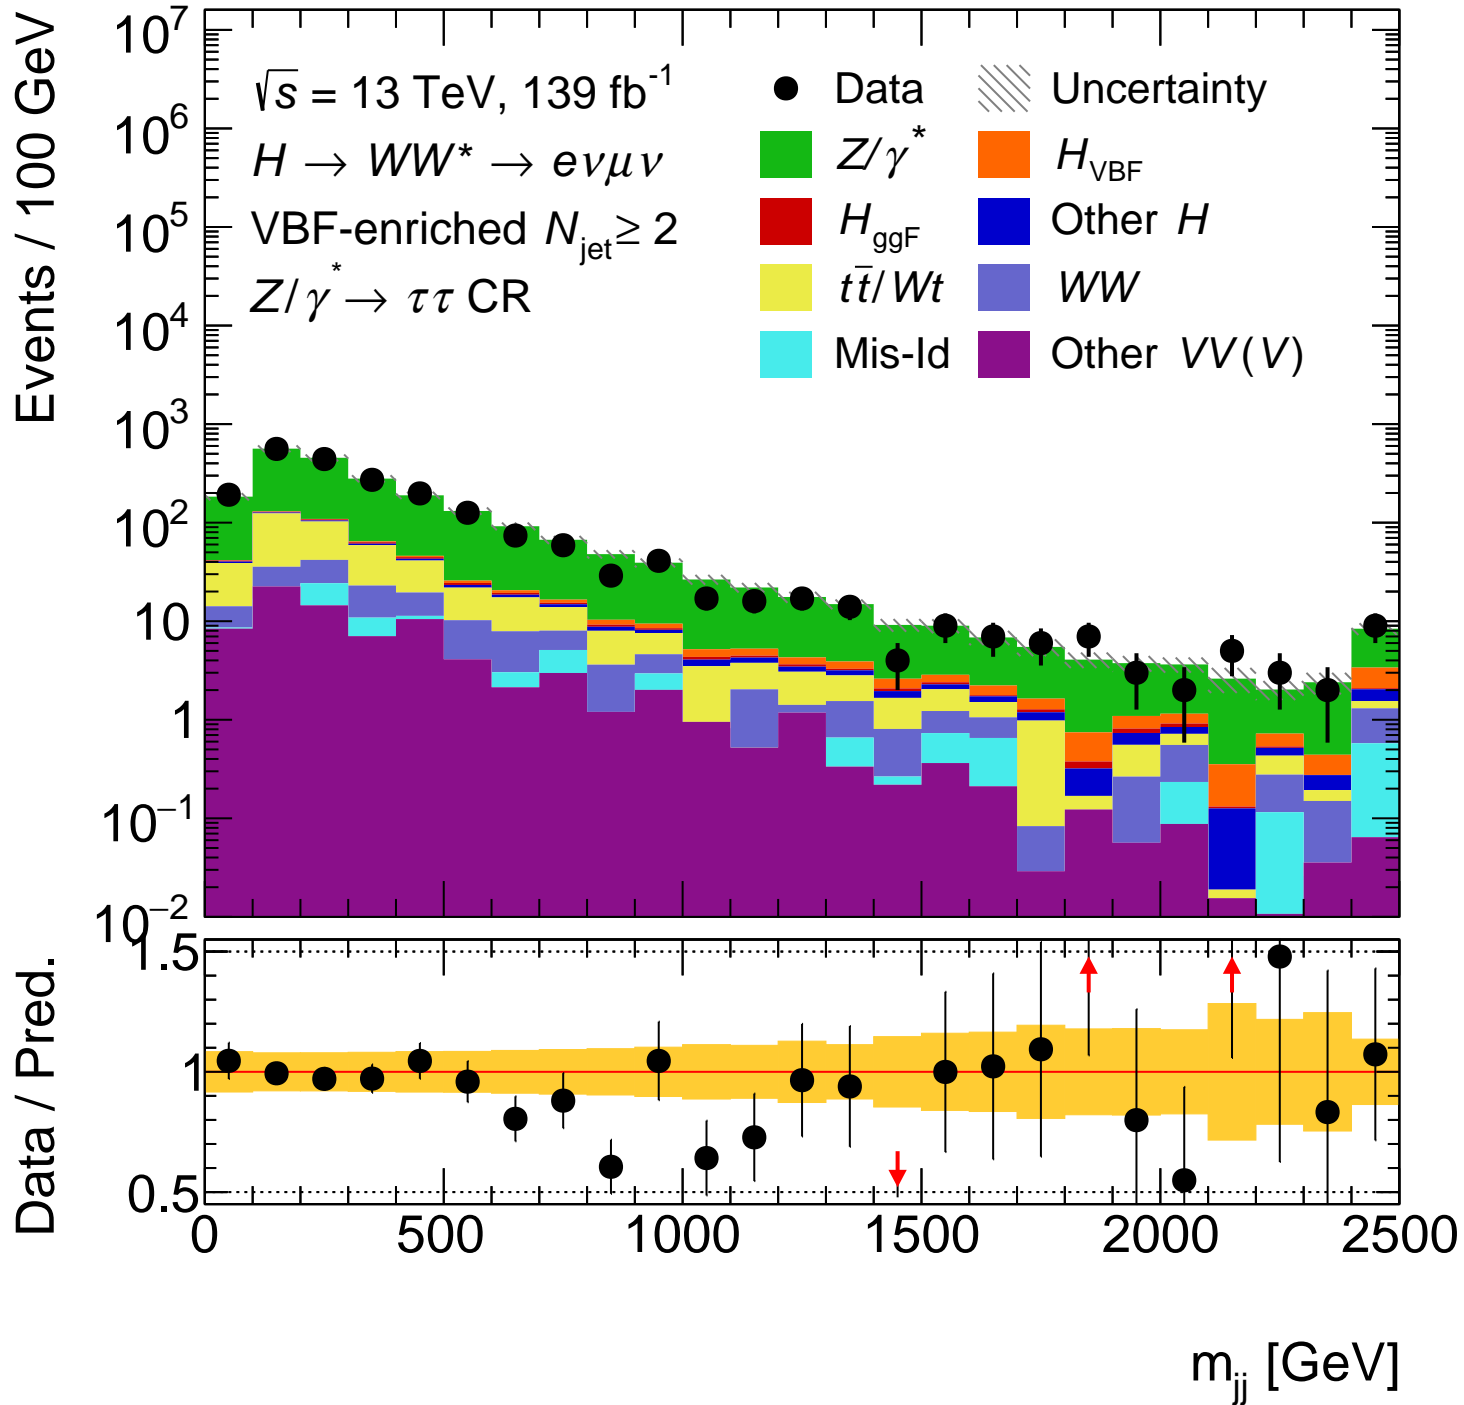 Events / 100 GeV
10⁷
10⁶
10⁵
10⁴
10³
10²
10
1
10⁻¹
10⁻²
√s = 13 TeV, 139 fb⁻¹
H → WW* → eνμν
VBF-enriched N_jet ≥ 2
Z/γ* → ττ CR
Data
Uncertainty
Z/γ*
H_VBF
H_ggF
Other H
tt̄/Wt
WW
Mis-Id
Other VV(V)
Data / Pred.
1.5
1
0.5
0 500 1000 1500 2000 2500
m_jj [GeV]